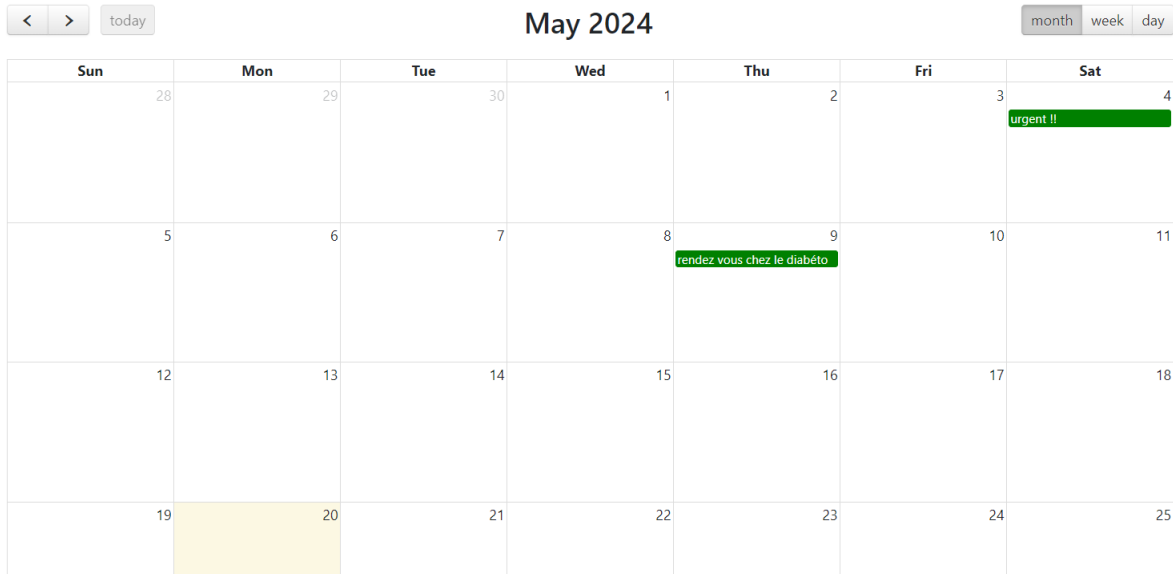 today
May 2024
month week day
Sun Mon Tue Wed Thu Fri Sat
28 29 30 1 2 3 4
urgent !!
5 6 7 8 9 10 11
rendez vous chez le diabéto
12 13 14 15 16 17 18
19 20 21 22 23 24 25